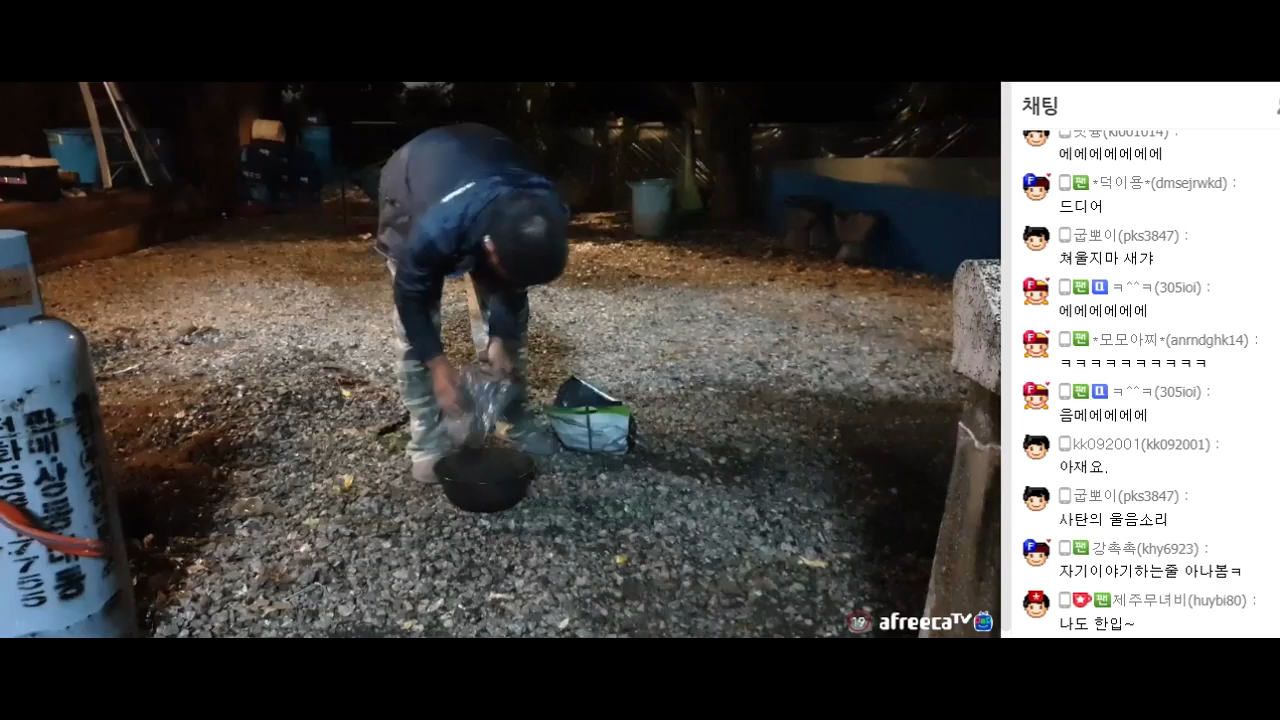 채팅
에에에에에에에
*덕이용*(dmsejrwkd) :
드디어
굽뽀이(pks3847) :
쳐울지마 새갸
팬 ㅋ^^ㅋ(305ioi) :
에에에에에에
팬 *모모아찌*(anrndghk14) :
ㅋㅋㅋㅋㅋㅋㅋㅋㅋㅋ
팬 ㅋ^^ㅋ(305ioi) :
음메에에에에
kk092001(kk092001) :
아재요.
굽뽀이(pks3847) :
사탄의 울음소리
팬 강쵹쵹(khy6923) :
자기이야기하는줄 아나봄ㅋ
팬 제주무녀비(huybi80) :
나도 한입~
판매.상
전화
19 afreecaTV